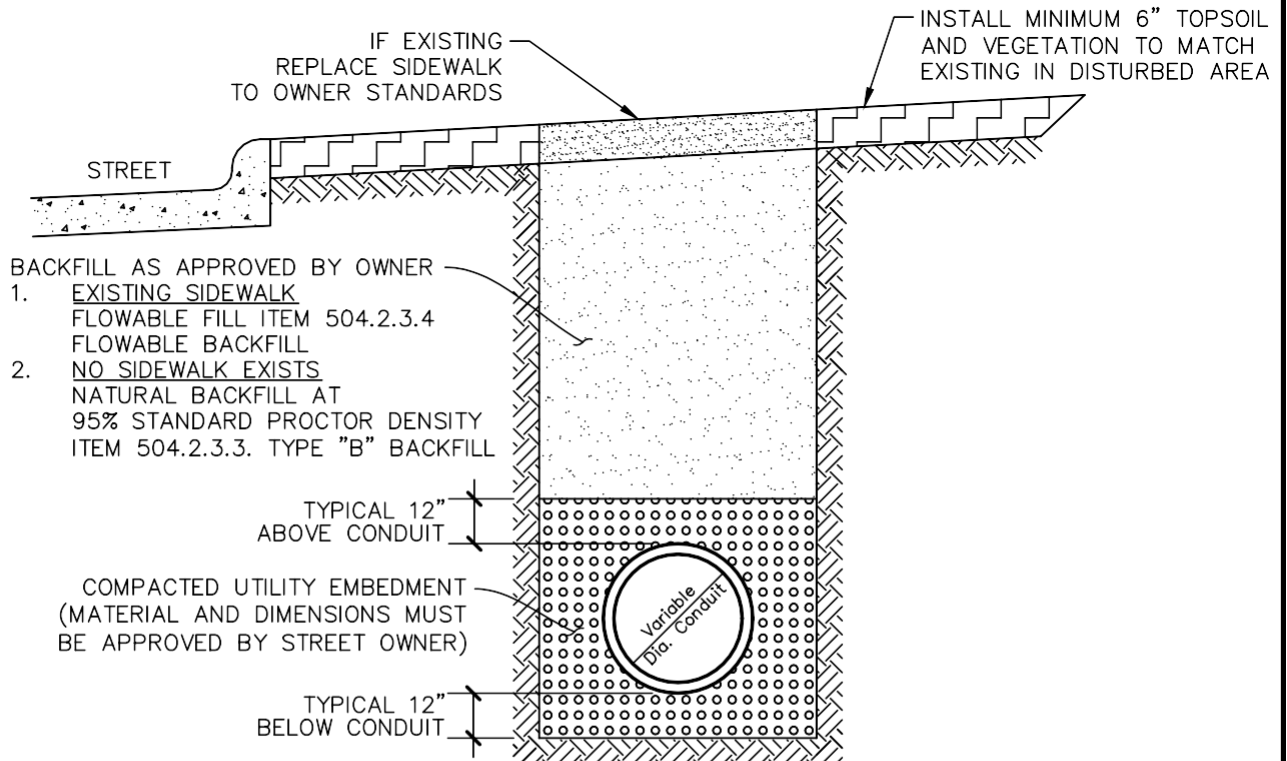 IF EXISTING
REPLACE SIDEWALK
TO OWNER STANDARDS
INSTALL MINIMUM 6" TOPSOIL
AND VEGETATION TO MATCH
EXISTING IN DISTURBED AREA
STREET
BACKFILL AS APPROVED BY OWNER
1. EXISTING SIDEWALK
FLOWABLE FILL ITEM 504.2.3.4
FLOWABLE BACKFILL
2. NO SIDEWALK EXISTS
NATURAL BACKFILL AT
95% STANDARD PROCTOR DENSITY
ITEM 504.2.3.3. TYPE "B" BACKFILL
TYPICAL 12"
ABOVE CONDUIT
COMPACTED UTILITY EMBEDMENT
(MATERIAL AND DIMENSIONS MUST
BE APPROVED BY STREET OWNER)
Variable
Dia. Conduit
TYPICAL 12"
BELOW CONDUIT